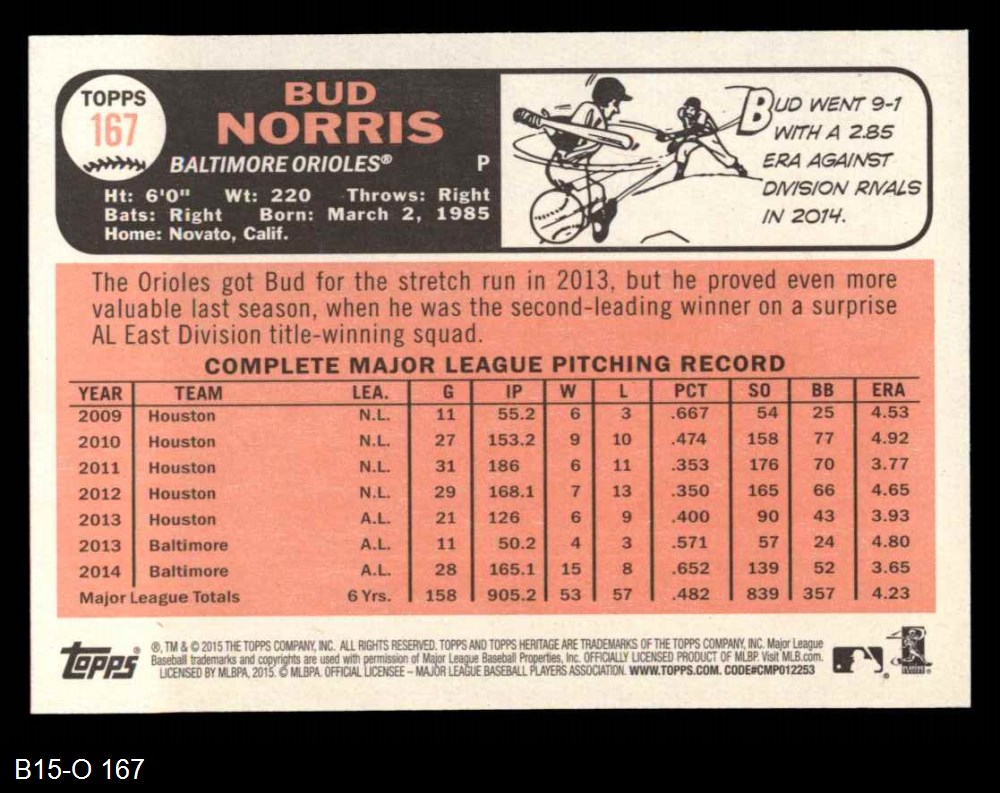 TOPPS
167
BUD
NORRIS
BALTIMORE ORIOLES® P
Ht: 6'0" Wt: 220 Throws: Right
Bats: Right Born: March 2, 1985
Home: Novato, Calif.
BUD WENT 9-1
WITH A 2.85
ERA AGAINST
DIVISION RIVALS
IN 2014.
The Orioles got Bud for the stretch run in 2013, but he proved even more
valuable last season, when he was the second-leading winner on a surprise
AL East Division title-winning squad.
COMPLETE MAJOR LEAGUE PITCHING RECORD
YEAR TEAM LEA. G IP W L PCT SO BB ERA
2009 Houston N.L. 11 55.2 6 3 .667 54 25 4.53
2010 Houston N.L. 27 153.2 9 10 .474 158 77 4.92
2011 Houston N.L. 31 186 6 11 .353 176 70 3.77
2012 Houston N.L. 29 168.1 7 13 .350 165 66 4.65
2013 Houston A.L. 21 126 6 9 .400 90 43 3.93
2013 Baltimore A.L. 11 50.2 4 3 .571 57 24 4.80
2014 Baltimore A.L. 28 165.1 15 8 .652 139 52 3.65
Major League Totals 6 Yrs. 158 905.2 53 57 .482 839 357 4.23
Topps®
®, TM & © 2015 THE TOPPS COMPANY, INC. ALL RIGHTS RESERVED. TOPPS AND TOPPS HERITAGE ARE TRADEMARKS OF THE TOPPS COMPANY, INC. Major League
Baseball trademarks and copyrights are used with permission of Major League Baseball Properties, Inc. OFFICIALLY LICENSED PRODUCT OF MLBP. Visit MLB.com.
LICENSED BY MLBPA, 2015. © MLBPA. OFFICIAL LICENSEE – MAJOR LEAGUE BASEBALL PLAYERS ASSOCIATION. WWW.TOPPS.COM. CODE#CMP012253
B15-O 167